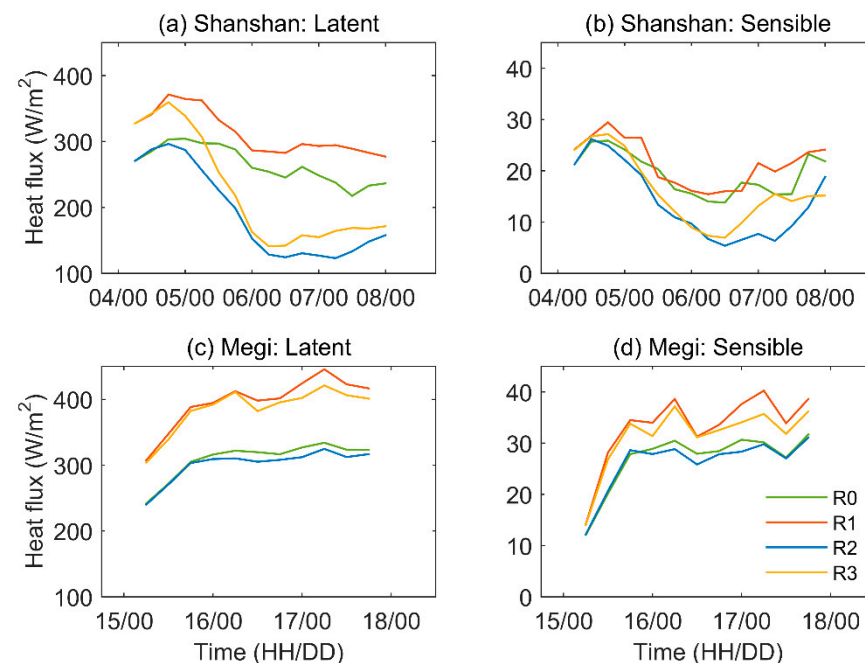 (a) Shanshan: Latent
(b) Shanshan: Sensible
Heat flux (W/m²)
400
300
200
100
04/00 05/00 06/00 07/00 08/00
40
30
20
10
0
04/00 05/00 06/00 07/00 08/00
(c) Megi: Latent
(d) Megi: Sensible
Heat flux (W/m²)
400
300
200
100
15/00 16/00 17/00 18/00
Time (HH/DD)
40
30
20
10
0
R0
R1
R2
R3
15/00 16/00 17/00 18/00
Time (HH/DD)